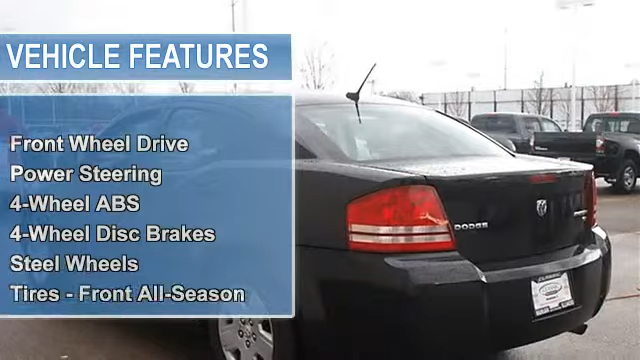 VEHICLE FEATURES
Front Wheel Drive
Power Steering
4-Wheel ABS
4-Wheel Disc Brakes
Steel Wheels
Tires - Front All-Season
DODGE